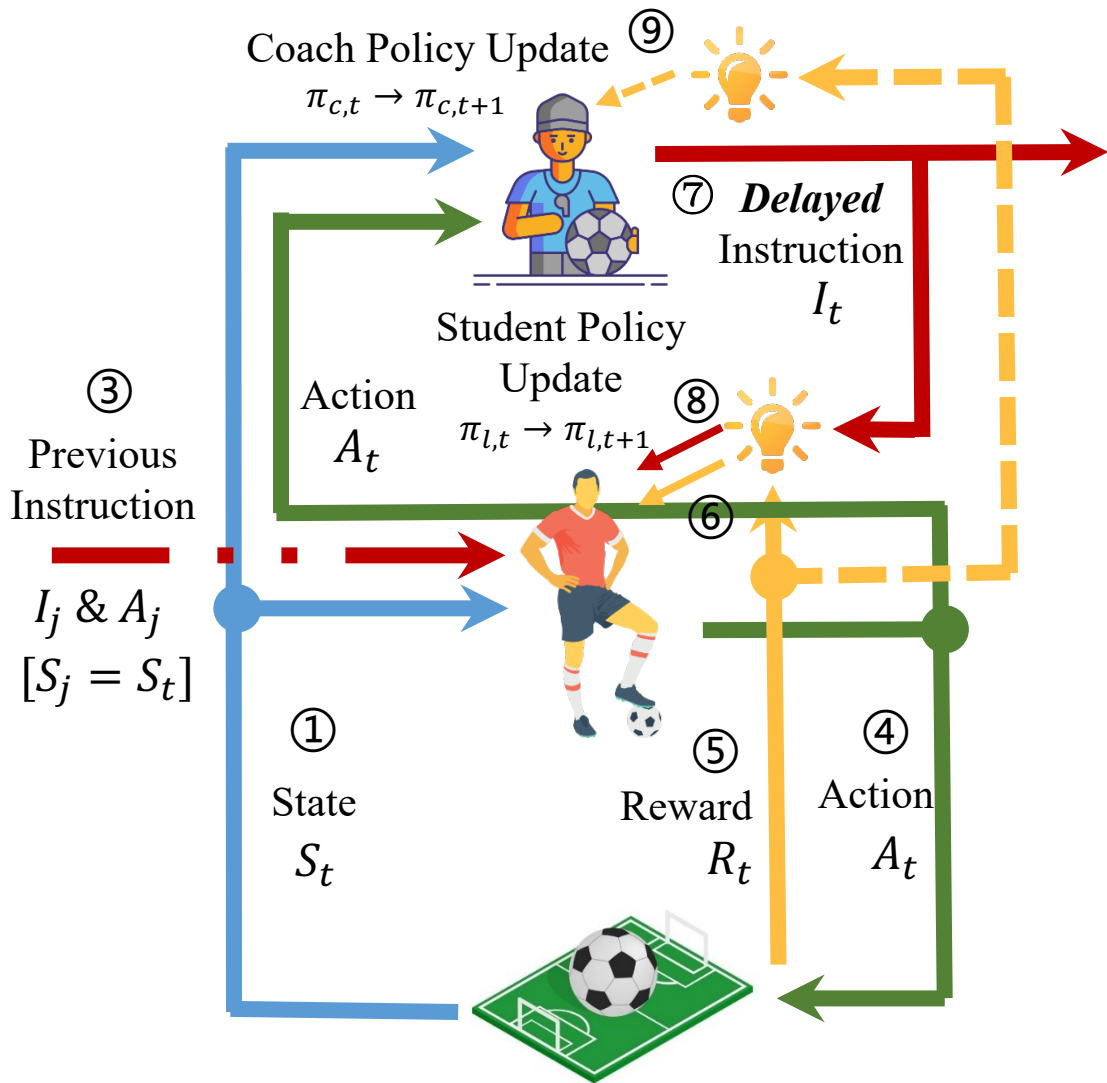 Coach Policy Update ⑨
π_{c,t} → π_{c,t+1}
⑦ Delayed
Instruction
I_t
Student Policy
Update
π_{l,t} → π_{l,t+1}
⑧
⑥
Action
A_t
③
Previous
Instruction
I_j & A_j
[S_j = S_t]
①
State
S_t
⑤
Reward
R_t
④
Action
A_t